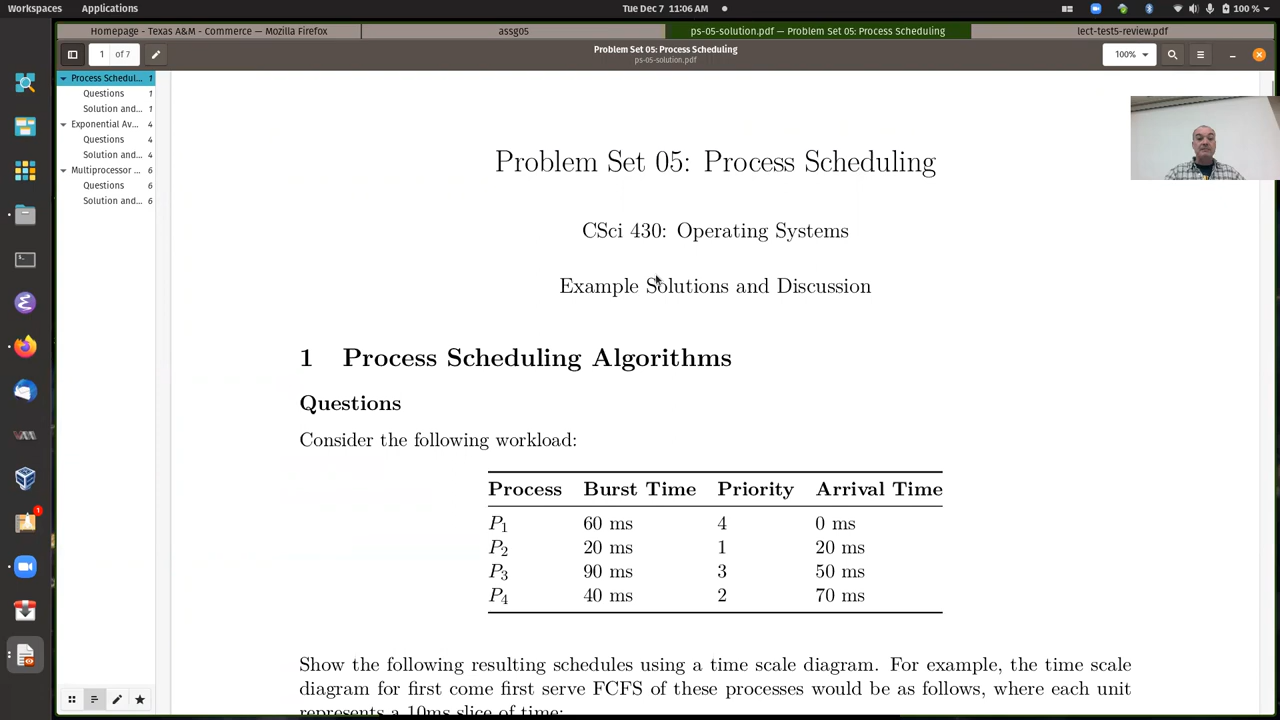 Workspaces Applications Tue Dec 7 11:06 AM 100 %
Homepage - Texas A&M - Commerce — Mozilla Firefox assg05 ps-05-solution.pdf — Problem Set 05: Process Scheduling lect-test5-review.pdf
1 of 7 Problem Set 05: Process Scheduling 100%
ps-05-solution.pdf
Process Schedul... 1
Questions 1
Solution and... 1
Exponential Av... 4
Questions 4
Solution and... 4
Multiprocessor ... 6
Questions 6
Solution and... 6
1
Problem Set 05: Process Scheduling
CSci 430: Operating Systems
Example Solutions and Discussion
1 Process Scheduling Algorithms
Questions
Consider the following workload:
Process Burst Time Priority Arrival Time
P₁ 60 ms 4 0 ms
P₂ 20 ms 1 20 ms
P₃ 90 ms 3 50 ms
P₄ 40 ms 2 70 ms
Show the following resulting schedules using a time scale diagram. For example, the time scale
diagram for first come first serve FCFS of these processes would be as follows, where each unit
represents a 10ms slice of time: